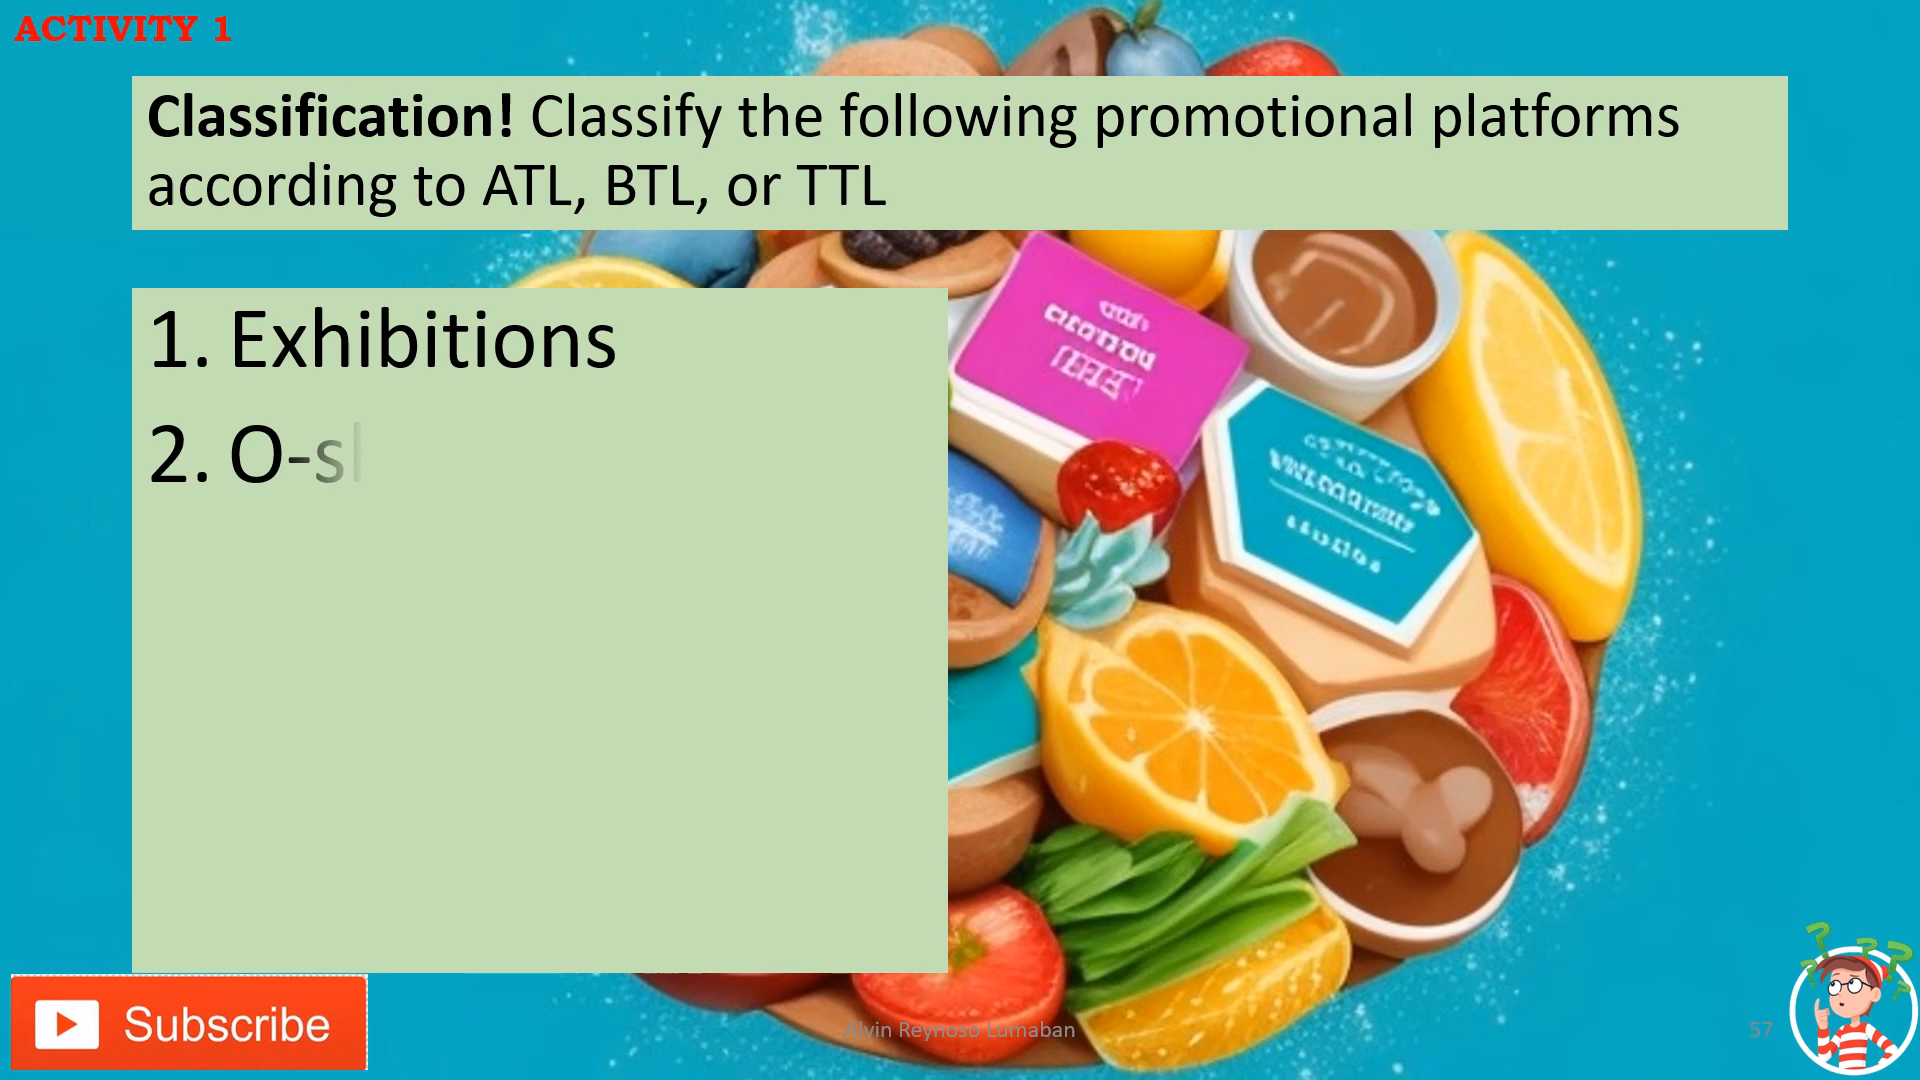 ACTIVITY 1
Classification! Classify the following promotional platforms
according to ATL, BTL, or TTL
1. Exhibitions
2. O-sl
Subscribe
Alvin Reynoso Lumaban
57